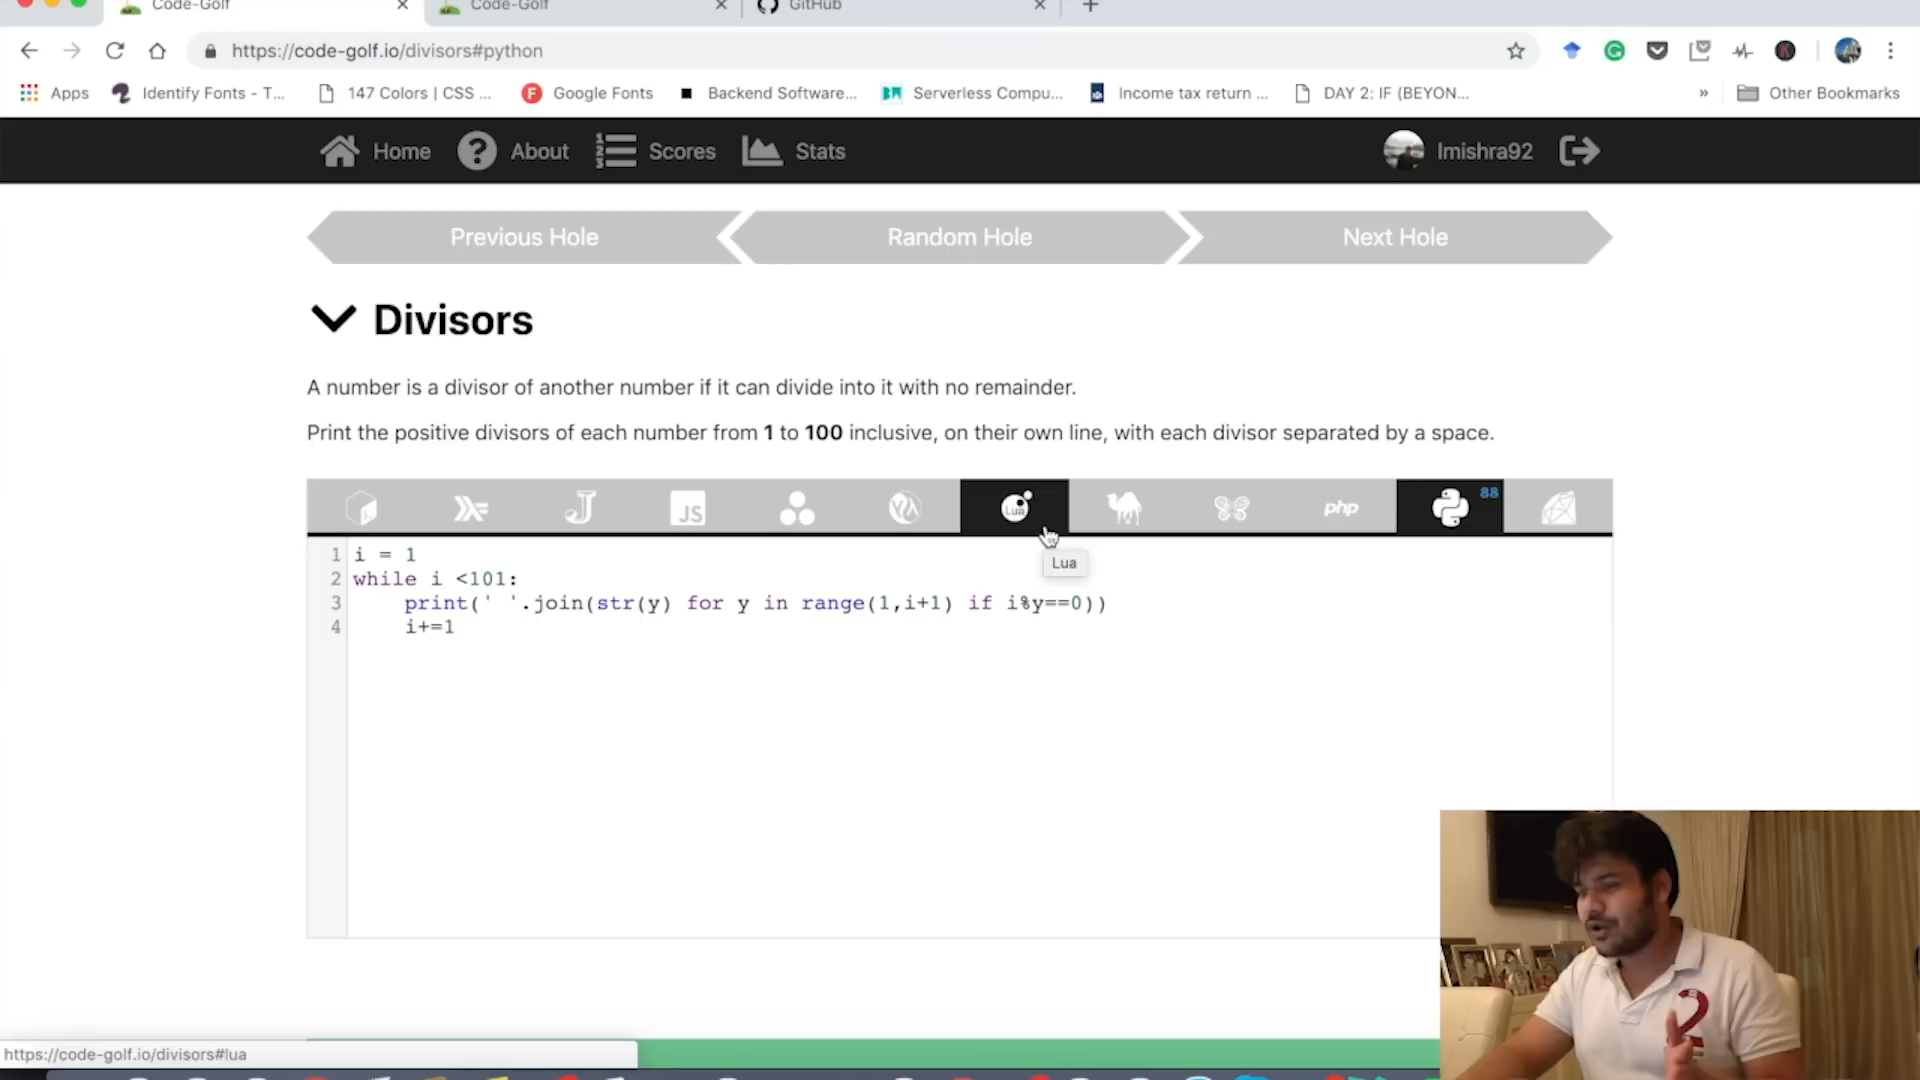 Code-Golf
Code-Golf
GitHub
https://code-golf.io/divisors#python
Apps
Identify Fonts - T...
147 Colors | CSS ...
Google Fonts
Backend Software...
Serverless Compu...
Income tax return ...
DAY 2: IF (BEYON...
»
Other Bookmarks
Home
About
Scores
Stats
lmishra92
Previous Hole
Random Hole
Next Hole
Divisors
A number is a divisor of another number if it can divide into it with no remainder.
Print the positive divisors of each number from 1 to 100 inclusive, on their own line, with each divisor separated by a space.
JS
Lua
php
88
Lua
1 i = 1
2 while i <101:
3 print(' '.join(str(y) for y in range(1,i+1) if i%y==0))
4 i+=1
2
https://code-golf.io/divisors#lua